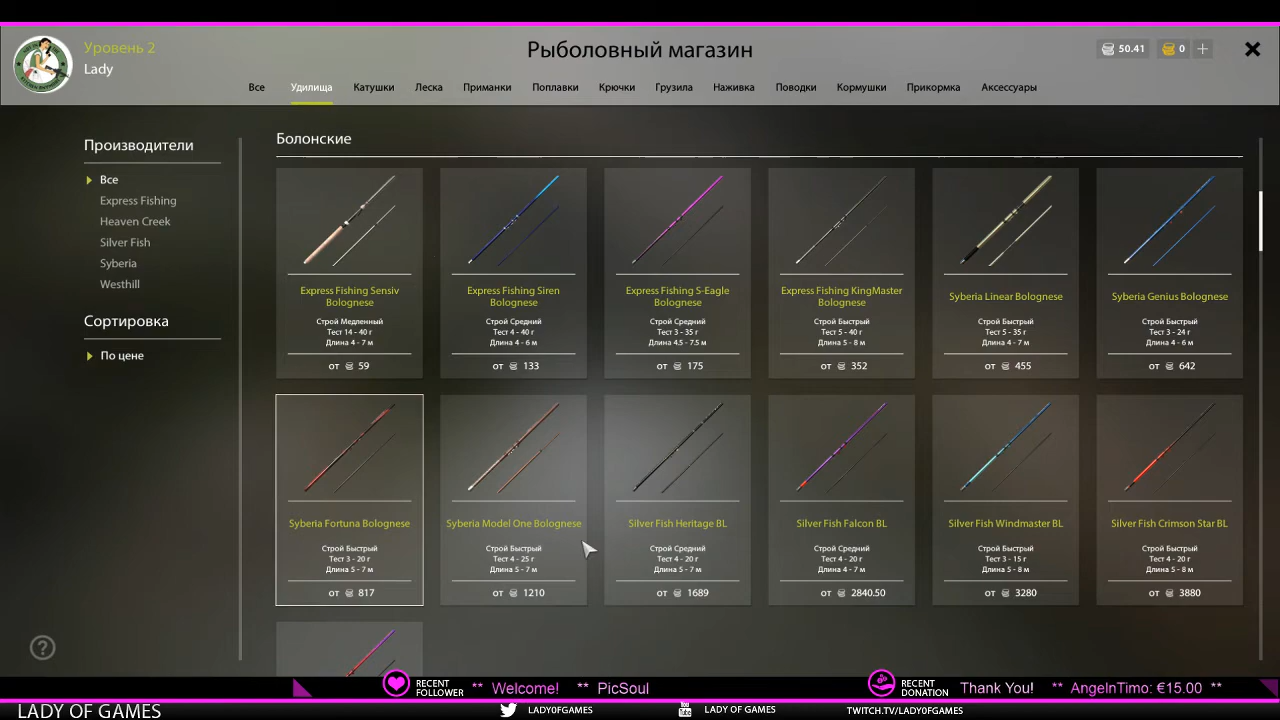 Уровень 2
Lady
Рыболовный магазин
50.41
0
Все Удилища Катушки Леска Приманки Поплавки Крючки Грузила Наживка Поводки Кормушки Прикормка Аксессуары
Производители
Все
Express Fishing
Heaven Creek
Silver Fish
Syberia
Westhill
Сортировка
По цене
Болонские
Express Fishing Sensiv
Bolognese
Строй Медленный
Тест 14 - 40 г
Длина 4 - 7 м
от 59
Express Fishing Siren
Bolognese
Строй Средний
Тест 4 - 40 г
Длина 4 - 6 м
от 133
Express Fishing S-Eagle
Bolognese
Строй Средний
Тест 3 - 35 г
Длина 4.5 - 7.5 м
от 175
Express Fishing KingMaster
Bolognese
Строй Быстрый
Тест 5 - 40 г
Длина 5 - 8 м
от 352
Syberia Linear Bolognese
Строй Быстрый
Тест 5 - 35 г
Длина 4 - 7 м
от 455
Syberia Genius Bolognese
Строй Быстрый
Тест 3 - 24 г
Длина 4 - 6 м
от 642
Syberia Fortuna Bolognese
Строй Быстрый
Тест 3 - 20 г
Длина 5 - 7 м
от 817
Syberia Model One Bolognese
Строй Быстрый
Тест 4 - 25 г
Длина 5 - 7 м
от 1210
Silver Fish Heritage BL
Строй Средний
Тест 4 - 20 г
Длина 5 - 7 м
от 1689
Silver Fish Falcon BL
Строй Средний
Тест 4 - 20 г
Длина 4 - 7 м
от 2840.50
Silver Fish Windmaster BL
Строй Быстрый
Тест 3 - 15 г
Длина 5 - 8 м
от 3280
Silver Fish Crimson Star BL
Строй Быстрый
Тест 4 - 20 г
Длина 5 - 8 м
от 3880
?
RECENT
FOLLOWER
** Welcome! ** PicSoul
RECENT
DONATION
Thank You! ** AngelnTimo: €15.00 **
LADY OF GAMES
LADY0FGAMES
LADY OF GAMES
TWITCH.TV/LADY0FGAMES